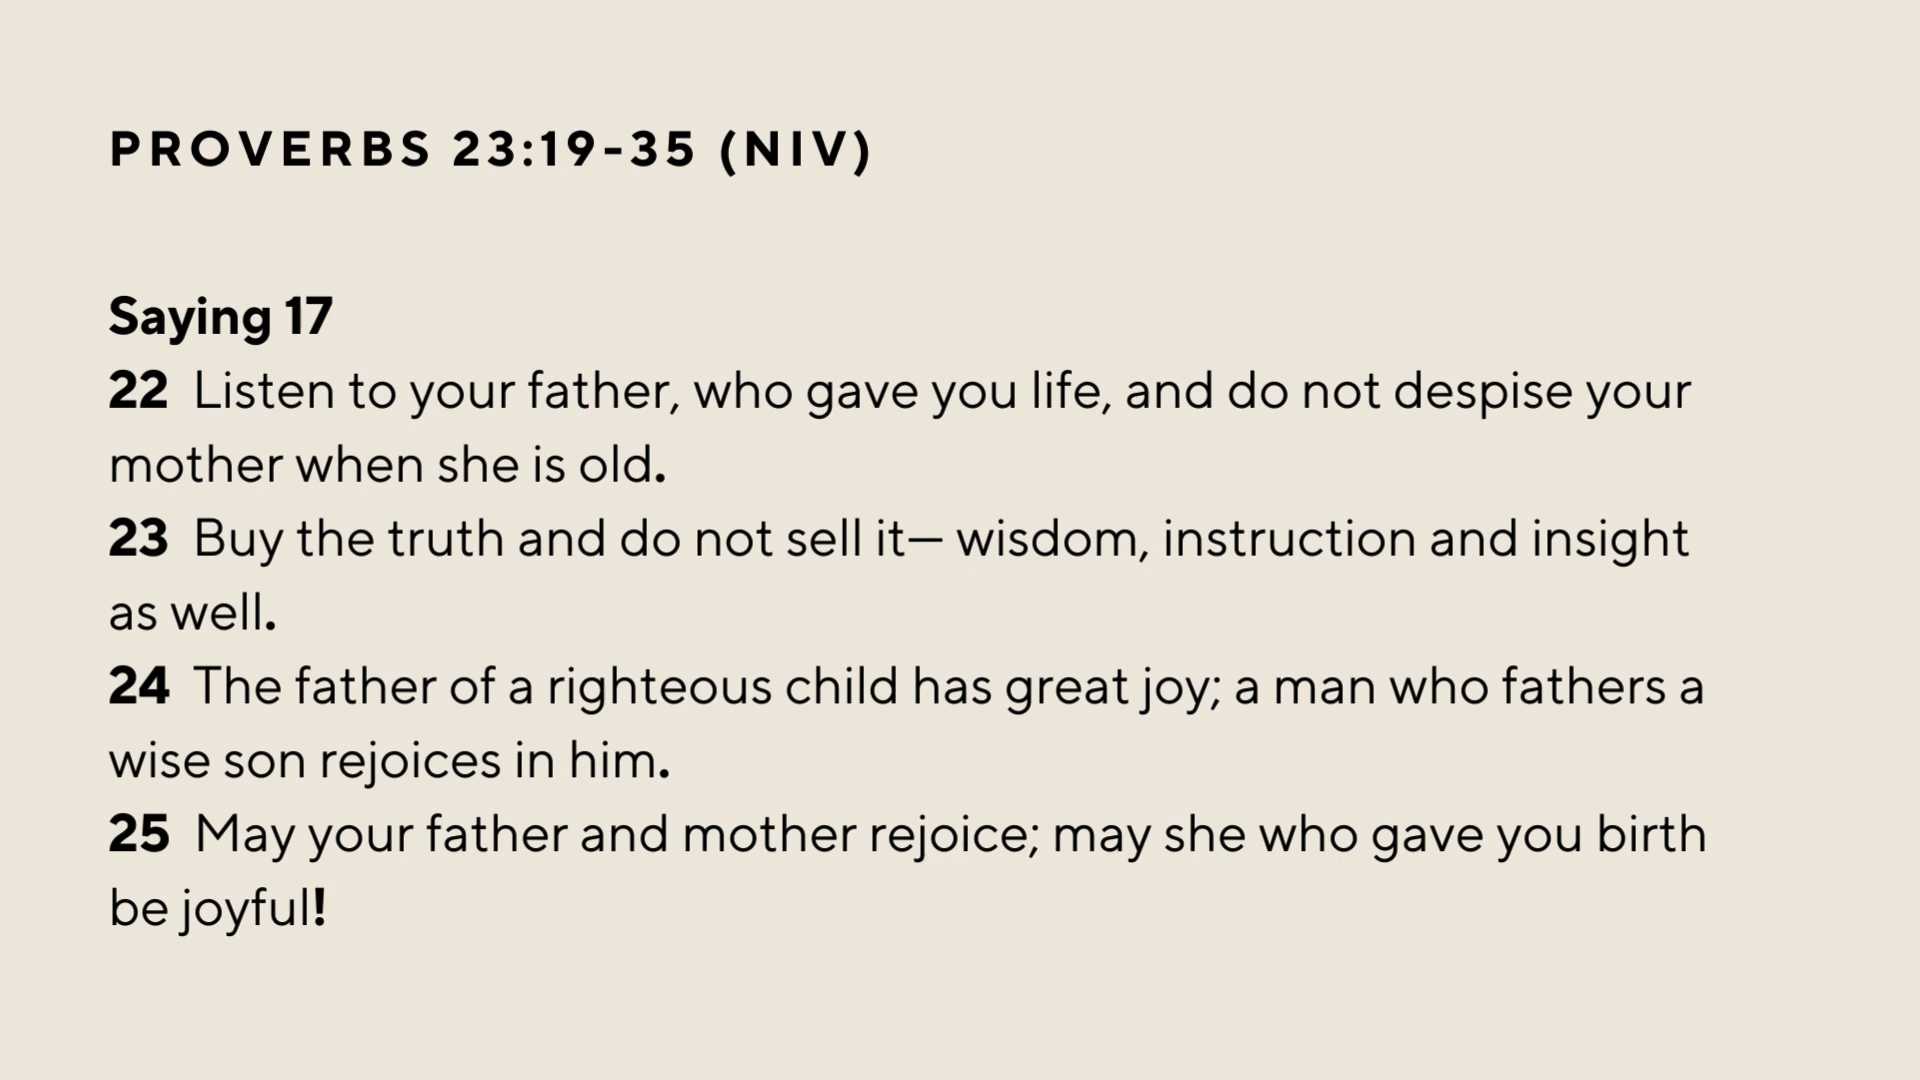 PROVERBS 23:19-35 (NIV)
Saying 17
22 Listen to your father, who gave you life, and do not despise your
mother when she is old.
23 Buy the truth and do not sell it— wisdom, instruction and insight
as well.
24 The father of a righteous child has great joy; a man who fathers a
wise son rejoices in him.
25 May your father and mother rejoice; may she who gave you birth
be joyful!